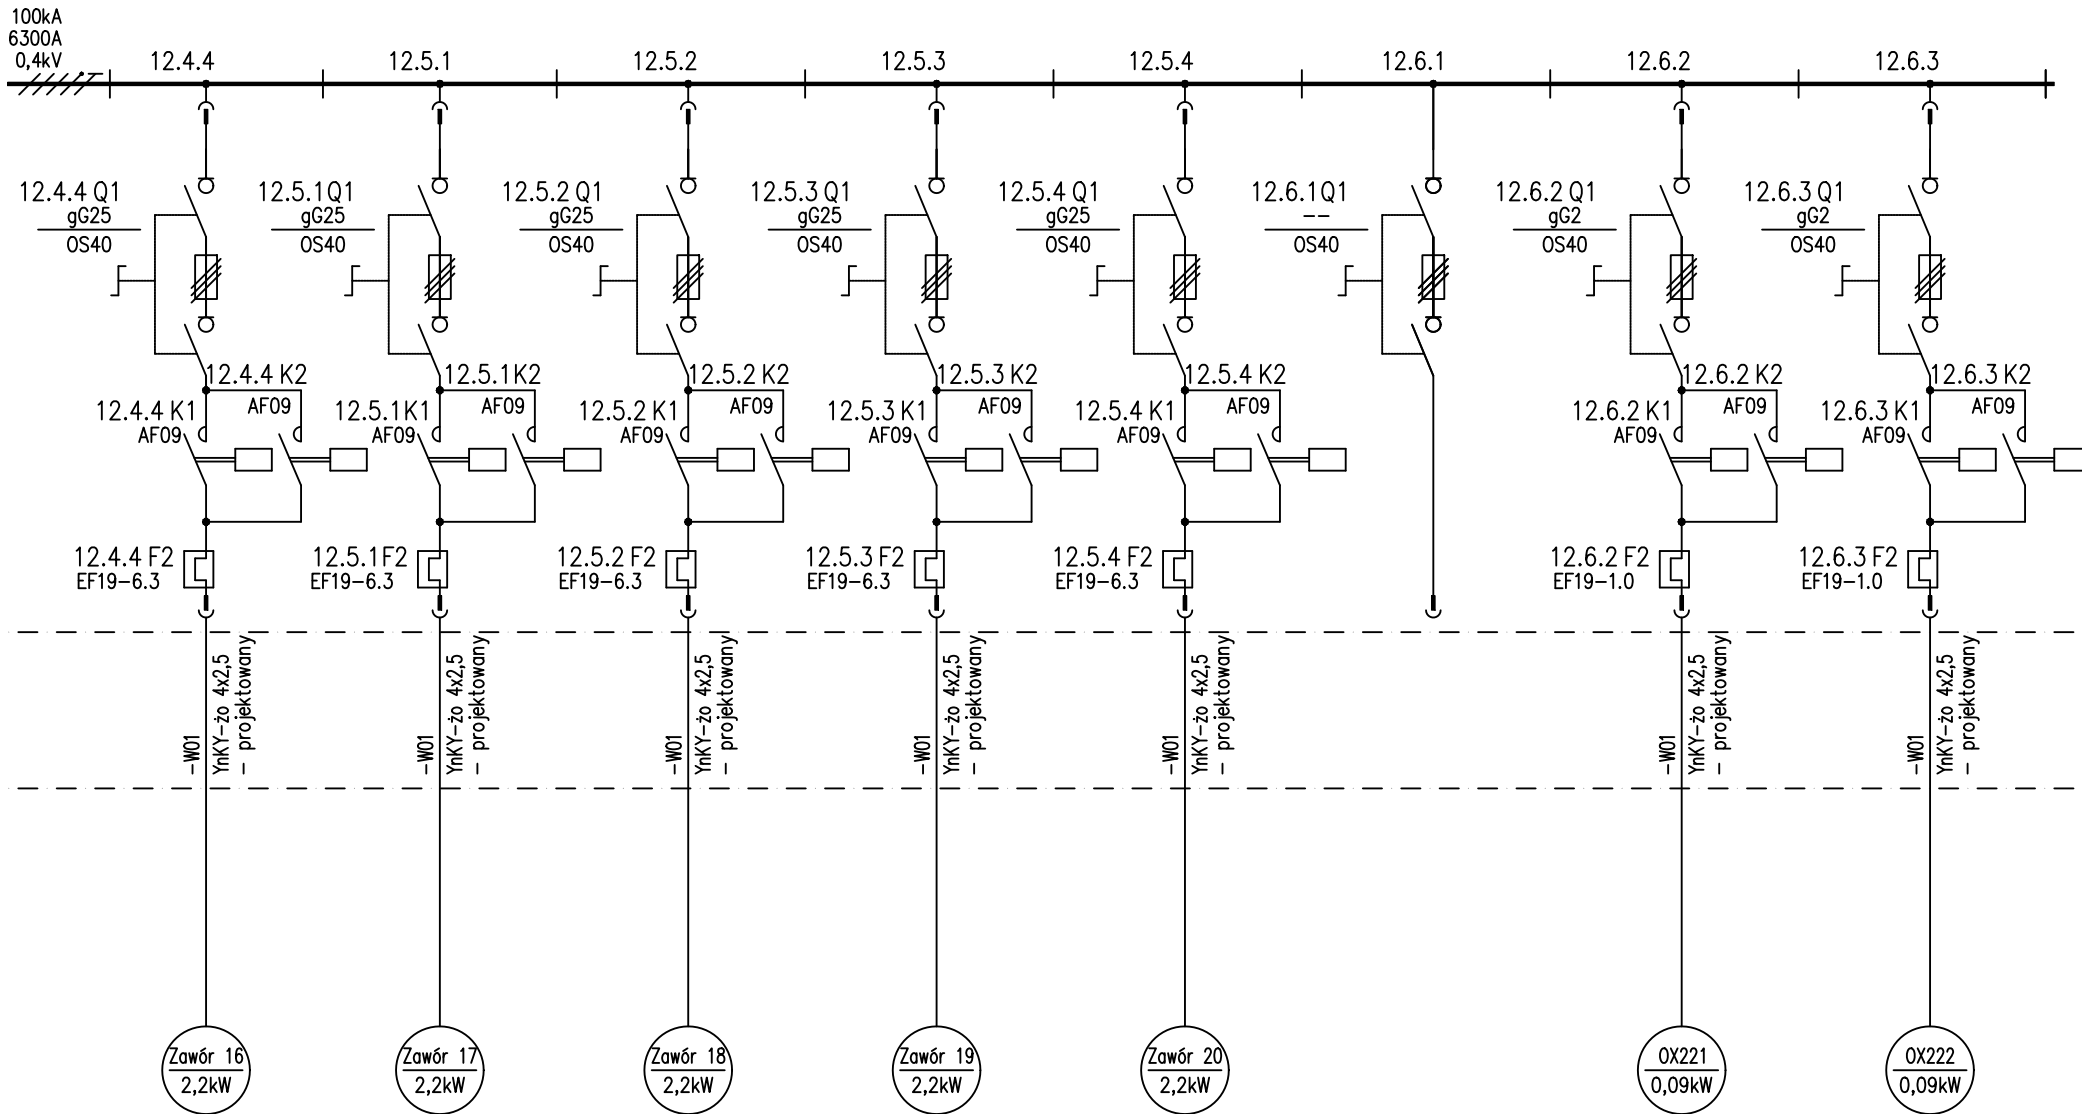 100kA
6300A
0,4kV
12.4.4
12.5.1
12.5.2
12.5.3
12.5.4
12.6.1
12.6.2
12.6.3
12.4.4 Q1
gG25
OS40
12.5.1 Q1
gG25
OS40
12.5.2 Q1
gG25
OS40
12.5.3 Q1
gG25
OS40
12.5.4 Q1
gG25
OS40
12.6.1 Q1
--
OS40
12.6.2 Q1
gG2
OS40
12.6.3 Q1
gG2
OS40
12.4.4 K2
AF09
12.4.4 K1
AF09
12.5.1 K2
AF09
12.5.1 K1
AF09
12.5.2 K2
AF09
12.5.2 K1
AF09
12.5.3 K2
AF09
12.5.3 K1
AF09
12.5.4 K2
AF09
12.5.4 K1
AF09
12.6.2 K2
AF09
12.6.2 K1
AF09
12.6.3 K2
AF09
12.6.3 K1
AF09
12.4.4 F2
EF19-6.3
12.5.1 F2
EF19-6.3
12.5.2 F2
EF19-6.3
12.5.3 F2
EF19-6.3
12.5.4 F2
EF19-6.3
12.6.2 F2
EF19-1.0
12.6.3 F2
EF19-1.0
-W01
YnKY-żo 4x2,5
- projektowany
-W01
YnKY-żo 4x2,5
- projektowany
-W01
YnKY-żo 4x2,5
- projektowany
-W01
YnKY-żo 4x2,5
- projektowany
-W01
YnKY-żo 4x2,5
- projektowany
-W01
YnKY-żo 4x2,5
- projektowany
-W01
YnKY-żo 4x2,5
- projektowany
Zawór 16
2,2kW
Zawór 17
2,2kW
Zawór 18
2,2kW
Zawór 19
2,2kW
Zawór 20
2,2kW
0X221
0,09kW
0X222
0,09kW